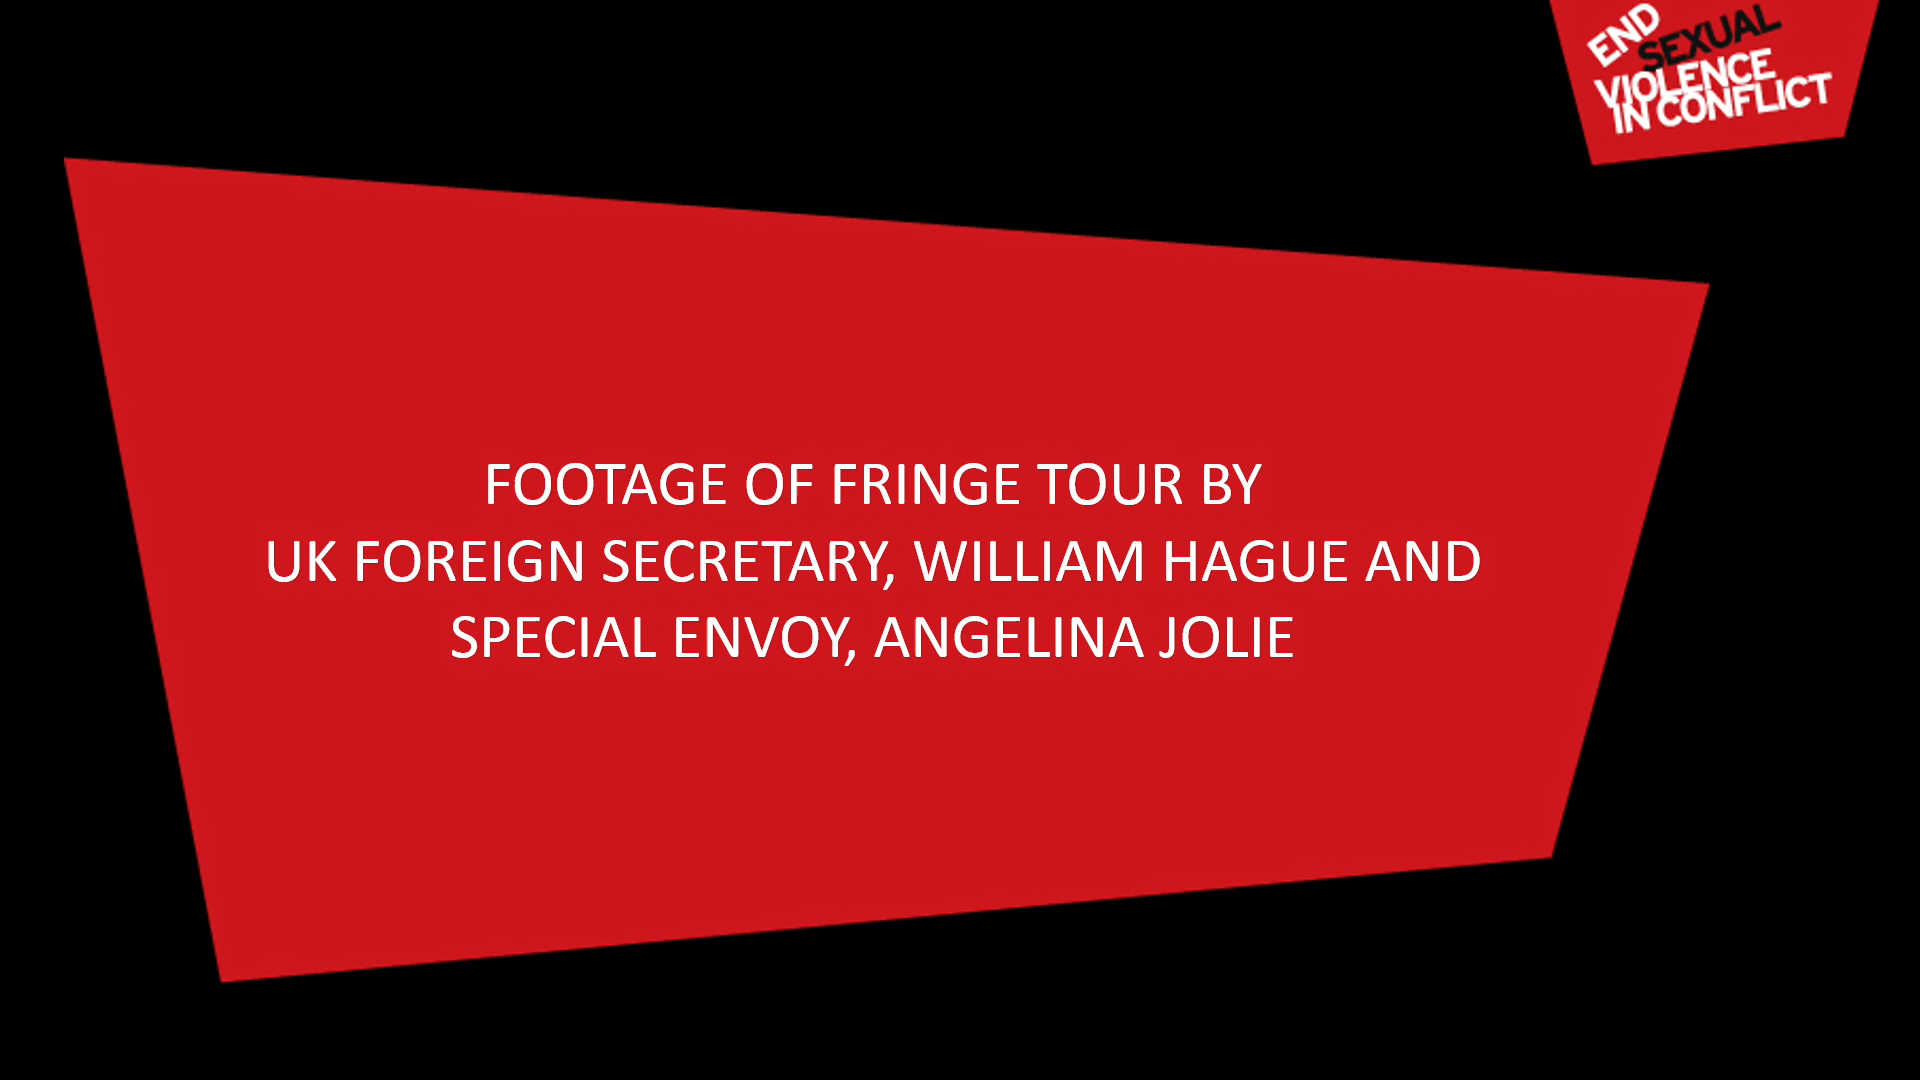 END
SEXUAL
VIOLENCE
IN CONFLICT
FOOTAGE OF FRINGE TOUR BY
UK FOREIGN SECRETARY, WILLIAM HAGUE AND
SPECIAL ENVOY, ANGELINA JOLIE